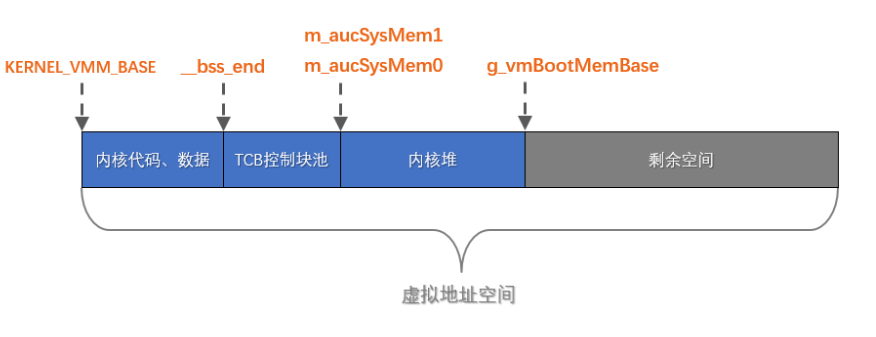 m_aucSysMem1
KERNEL_VMM_BASE __bss_end m_aucSysMem0 g_vmBootMemBase
内核代码、数据 TCB控制块池 内核堆 剩余空间
虚拟地址空间